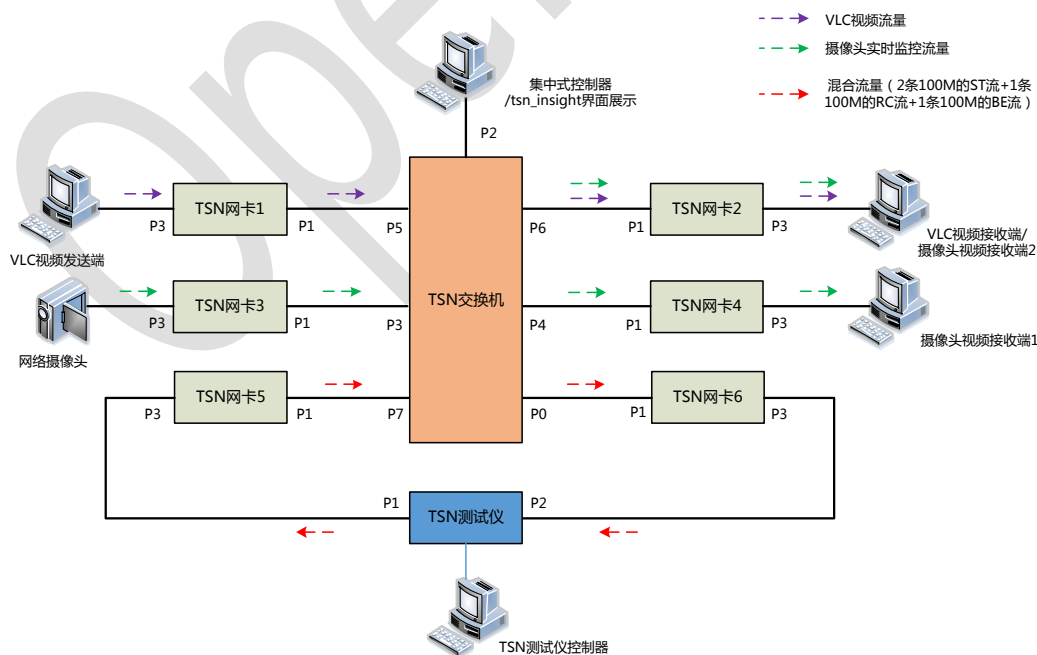 VLC视频流量
摄像头实时监控流量
混合流量（2条100M的ST流+1条
100M的RC流+1条100M的BE流）
集中式控制器
/tsn_insight界面展示
P2
TSN网卡1
P3
P1
P5
VLC视频发送端
TSN交换机
P6
TSN网卡2
P1
P3
VLC视频接收端/
摄像头视频接收端2
TSN网卡3
P3
P1
P3
网络摄像头
P4
TSN网卡4
P1
P3
摄像头视频接收端1
TSN网卡5
P3
P1
P7
P0
TSN网卡6
P1
P3
P1
TSN测试仪
P2
TSN测试仪控制器
Ope